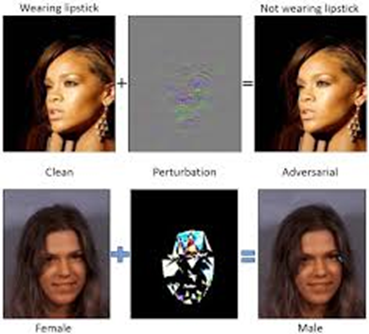 Wearing lipstick
Not wearing lipstick
+
=
Clean
Perturbation
Adversarial
Female
Male